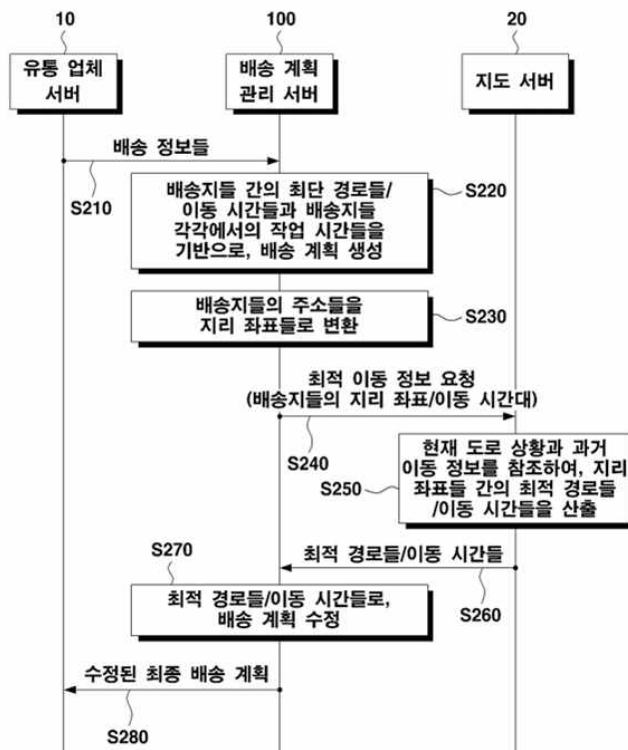 10
100
20
유통 업체
서버
배송 계획
관리 서버
지도 서버
배송 정보들
S210
배송지들 간의 최단 경로들/
이동 시간들과 배송지들
각각에서의 작업 시간들을
기반으로, 배송 계획 생성
S220
배송지들의 주소들을
지리 좌표들로 변환
S230
최적 이동 정보 요청
(배송지들의 지리 좌표/이동 시간대)
S240
현재 도로 상황과 과거
이동 정보를 참조하여, 지리
좌표들 간의 최적 경로들
/이동 시간들을 산출
S250
최적 경로들/이동 시간들
S260
S270
최적 경로들/이동 시간들로,
배송 계획 수정
수정된 최종 배송 계획
S280